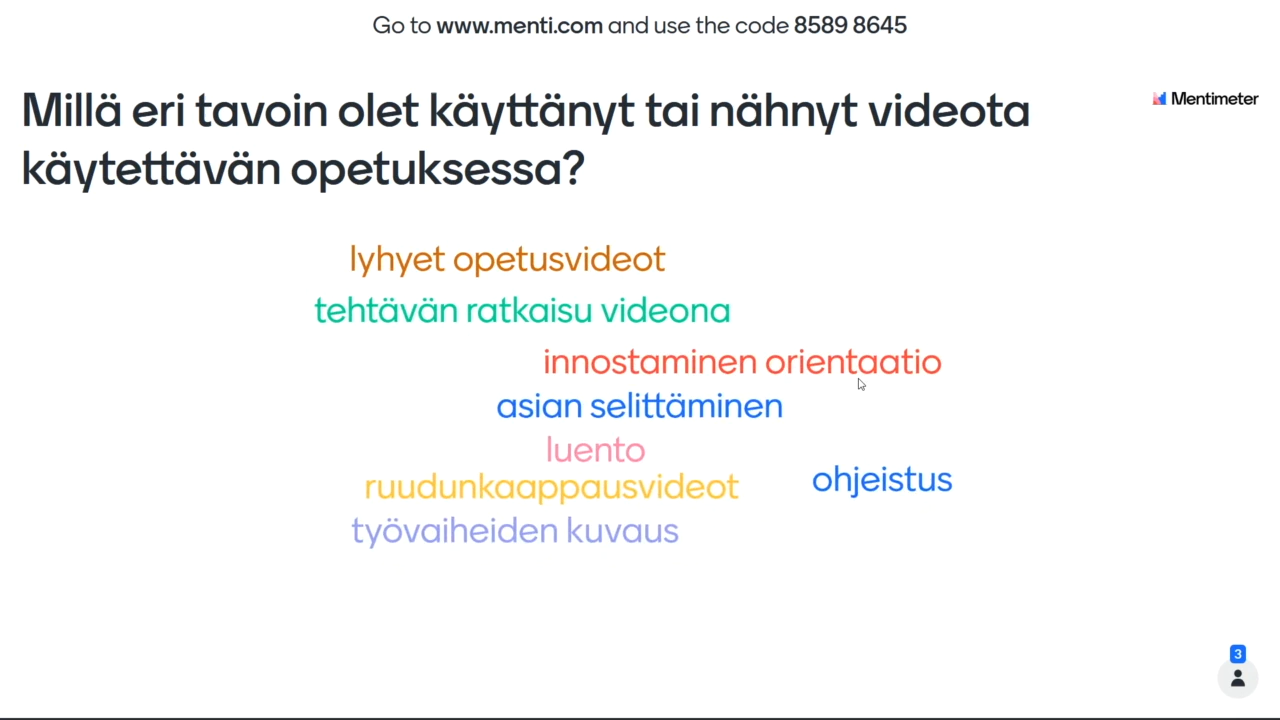 Go to www.menti.com and use the code 8589 8645
Mentimeter
Millä eri tavoin olet käyttänyt tai nähnyt videota
käytettävän opetuksessa?
lyhyet opetusvideot
tehtävän ratkaisu videona
innostaminen orientaatio
asian selittäminen
luento
ohjeistus
ruudunkaappausvideot
työvaiheiden kuvaus
3